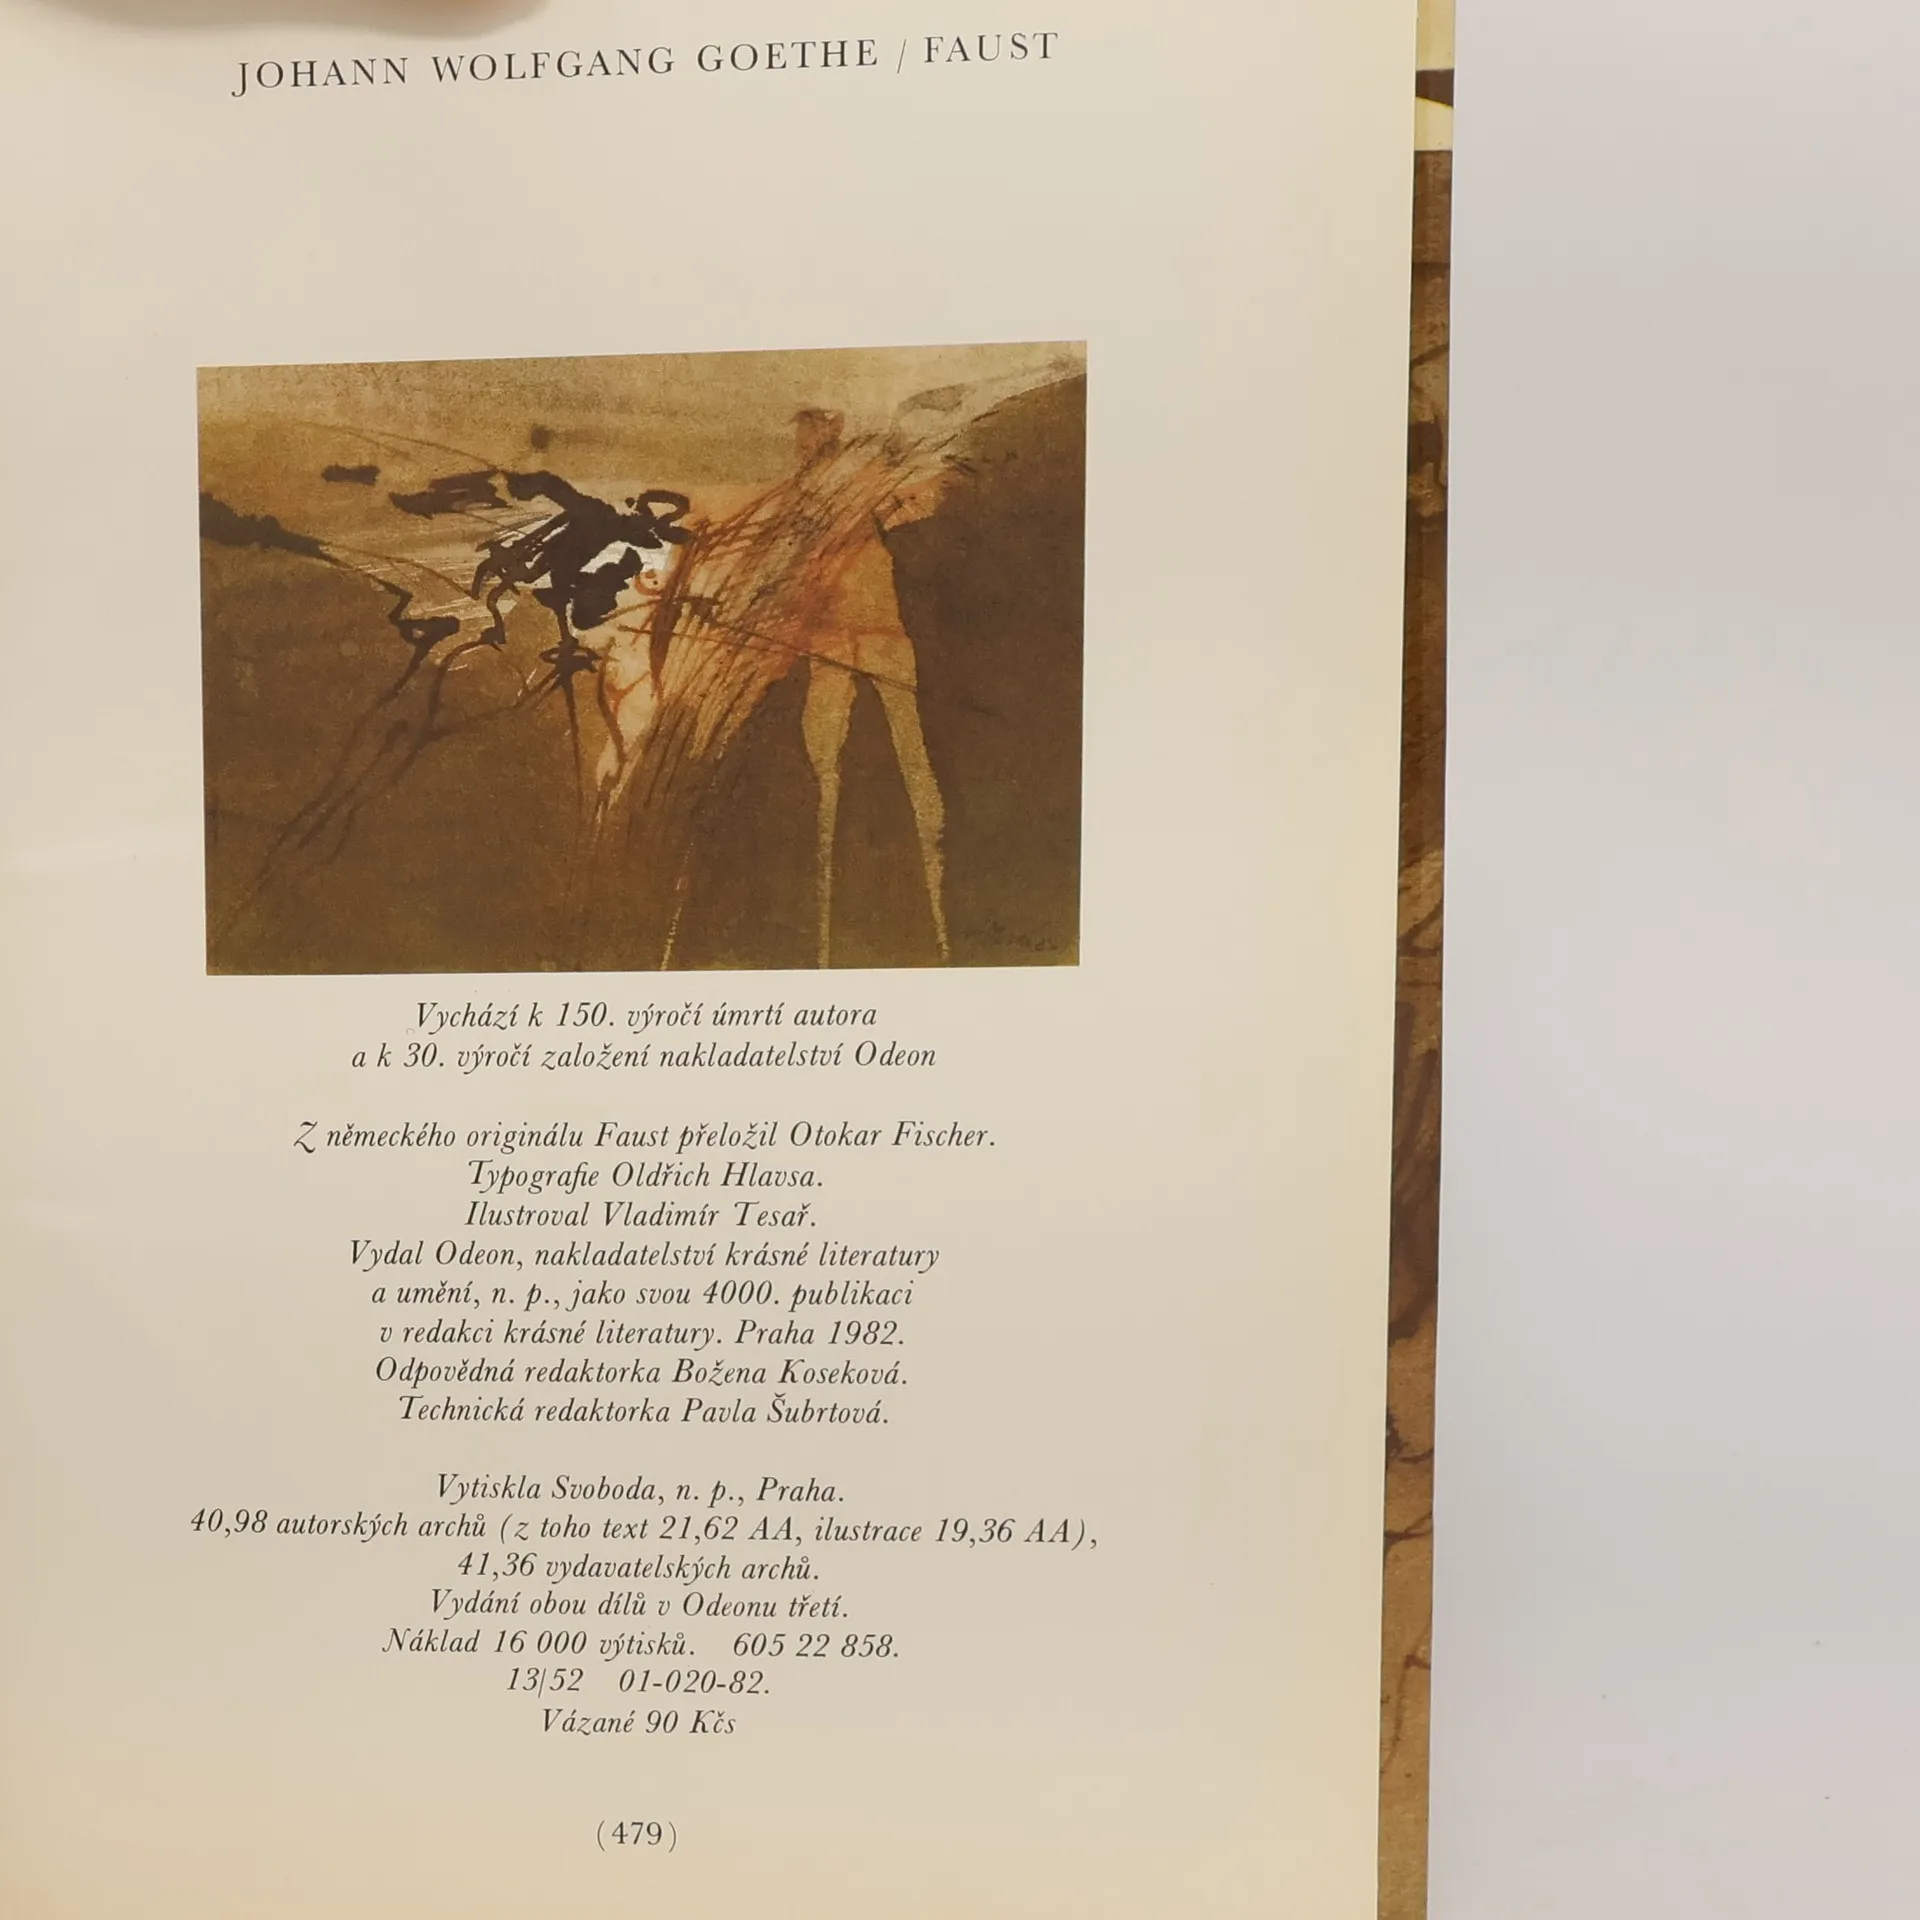 JOHANN WOLFGANG GOETHE / FAUST
Vychází k 150. výročí úmrtí autora
a k 30. výročí založení nakladatelství Odeon
Z německého originálu Faust přeložil Otokar Fischer.
Typografie Oldřich Hlavsa.
Ilustroval Vladimír Tesař.
Vydal Odeon, nakladatelství krásné literatury
a umění, n. p., jako svou 4000. publikaci
v redakci krásné literatury. Praha 1982.
Odpovědná redaktorka Božena Koseková.
Technická redaktorka Pavla Šubrtová.
Vytiskla Svoboda, n. p., Praha.
40,98 autorských archů (z toho text 21,62 AA, ilustrace 19,36 AA),
41,36 vydavatelských archů.
Vydání obou dílů v Odeonu třetí.
Náklad 16 000 výtisků. 605 22 858.
13/52 01-020-82.
Vázané 90 Kčs
(479)